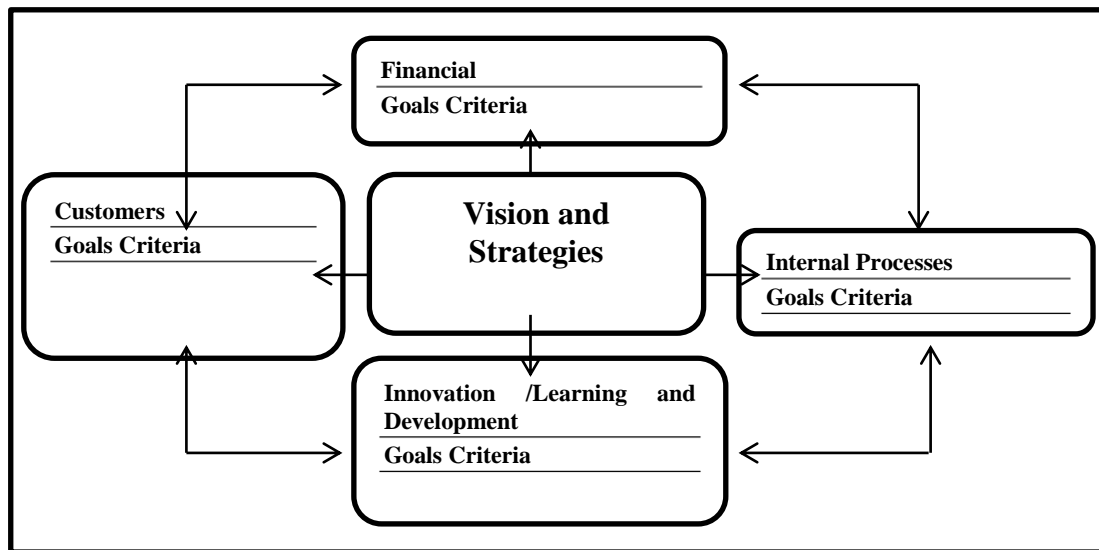 Financial
Goals Criteria
Customers
Goals Criteria
Vision and
Strategies
Internal Processes
Goals Criteria
Innovation /Learning and
Development
Goals Criteria